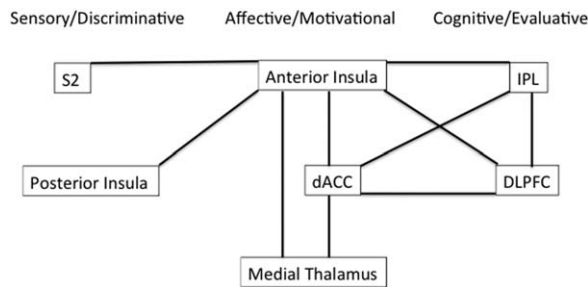 Sensory/Discriminative Affective/Motivational Cognitive/Evaluative
S2 Anterior Insula IPL
Posterior Insula dACC DLPFC
Medial Thalamus